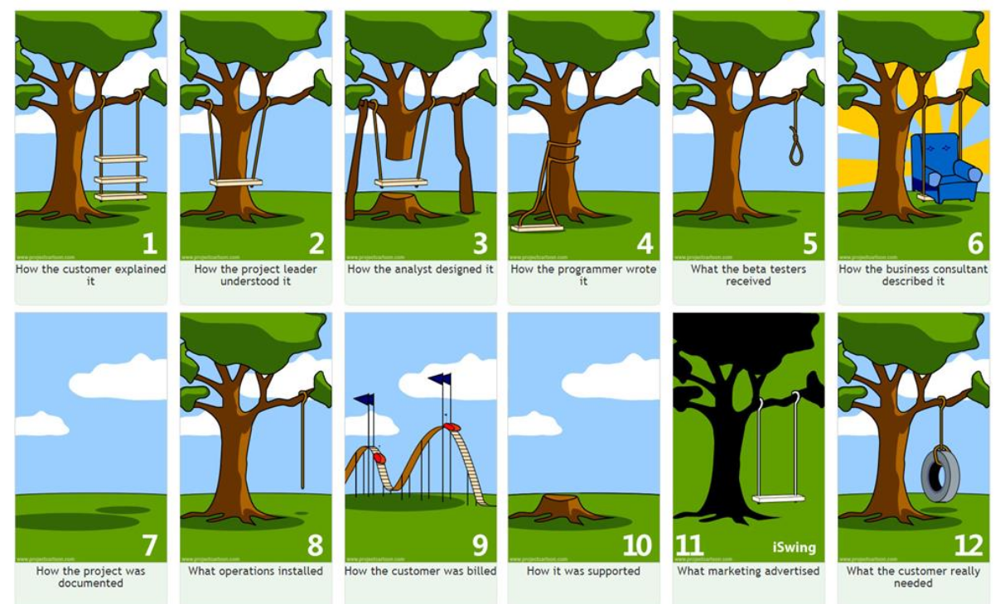 1
www.projectcartoon.com
How the customer explained
it
2
www.projectcartoon.com
How the project leader
understood it
3
www.projectcartoon.com
How the analyst designed it
4
www.projectcartoon.com
How the programmer wrote
it
5
www.projectcartoon.com
What the beta testers
received
6
www.projectcartoon.com
How the business consultant
described it
7
www.projectcartoon.com
How the project was
documented
8
www.projectcartoon.com
What operations installed
9
www.projectcartoon.com
How the customer was billed
10
www.projectcartoon.com
How it was supported
11 iSwing
www.projectcartoon.com
What marketing advertised
12
www.projectcartoon.com
What the customer really
needed